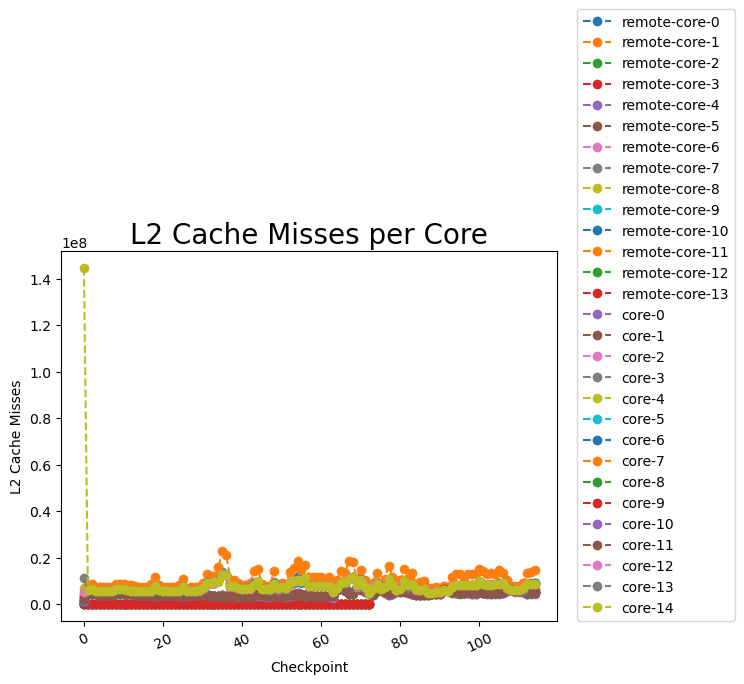 L2 Cache Misses per Core
1e8
1.4
1.2
1.0
0.8
0.6
0.4
0.2
0.0
L2 Cache Misses
0
20
40
60
80
100
Checkpoint
remote-core-0
remote-core-1
remote-core-2
remote-core-3
remote-core-4
remote-core-5
remote-core-6
remote-core-7
remote-core-8
remote-core-9
remote-core-10
remote-core-11
remote-core-12
remote-core-13
core-0
core-1
core-2
core-3
core-4
core-5
core-6
core-7
core-8
core-9
core-10
core-11
core-12
core-13
core-14